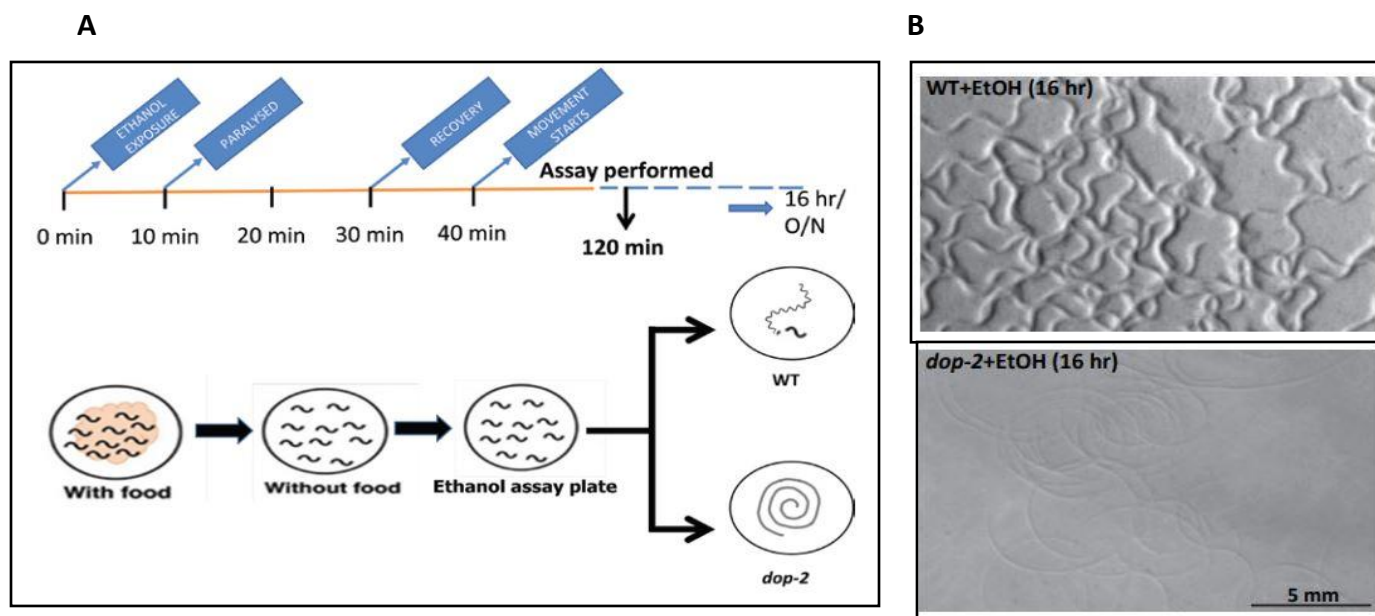 A
B
ETHANOL
EXPOSURE
PARALYSED
RECOVERY
MOVEMENT
STARTS
Assay performed
0 min
10 min
20 min
30 min
40 min
120 min
16 hr/
O/N
With food
Without food
Ethanol assay plate
WT
dop-2
WT+EtOH (16 hr)
dop-2+EtOH (16 hr)
5 mm